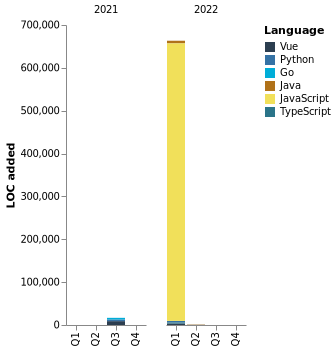 2021 2022
Language
Vue
Python
Go
Java
JavaScript
TypeScript
LOC added
700,000
600,000
500,000
400,000
300,000
200,000
100,000
0
Q1 Q2 Q3 Q4 Q1 Q2 Q3 Q4